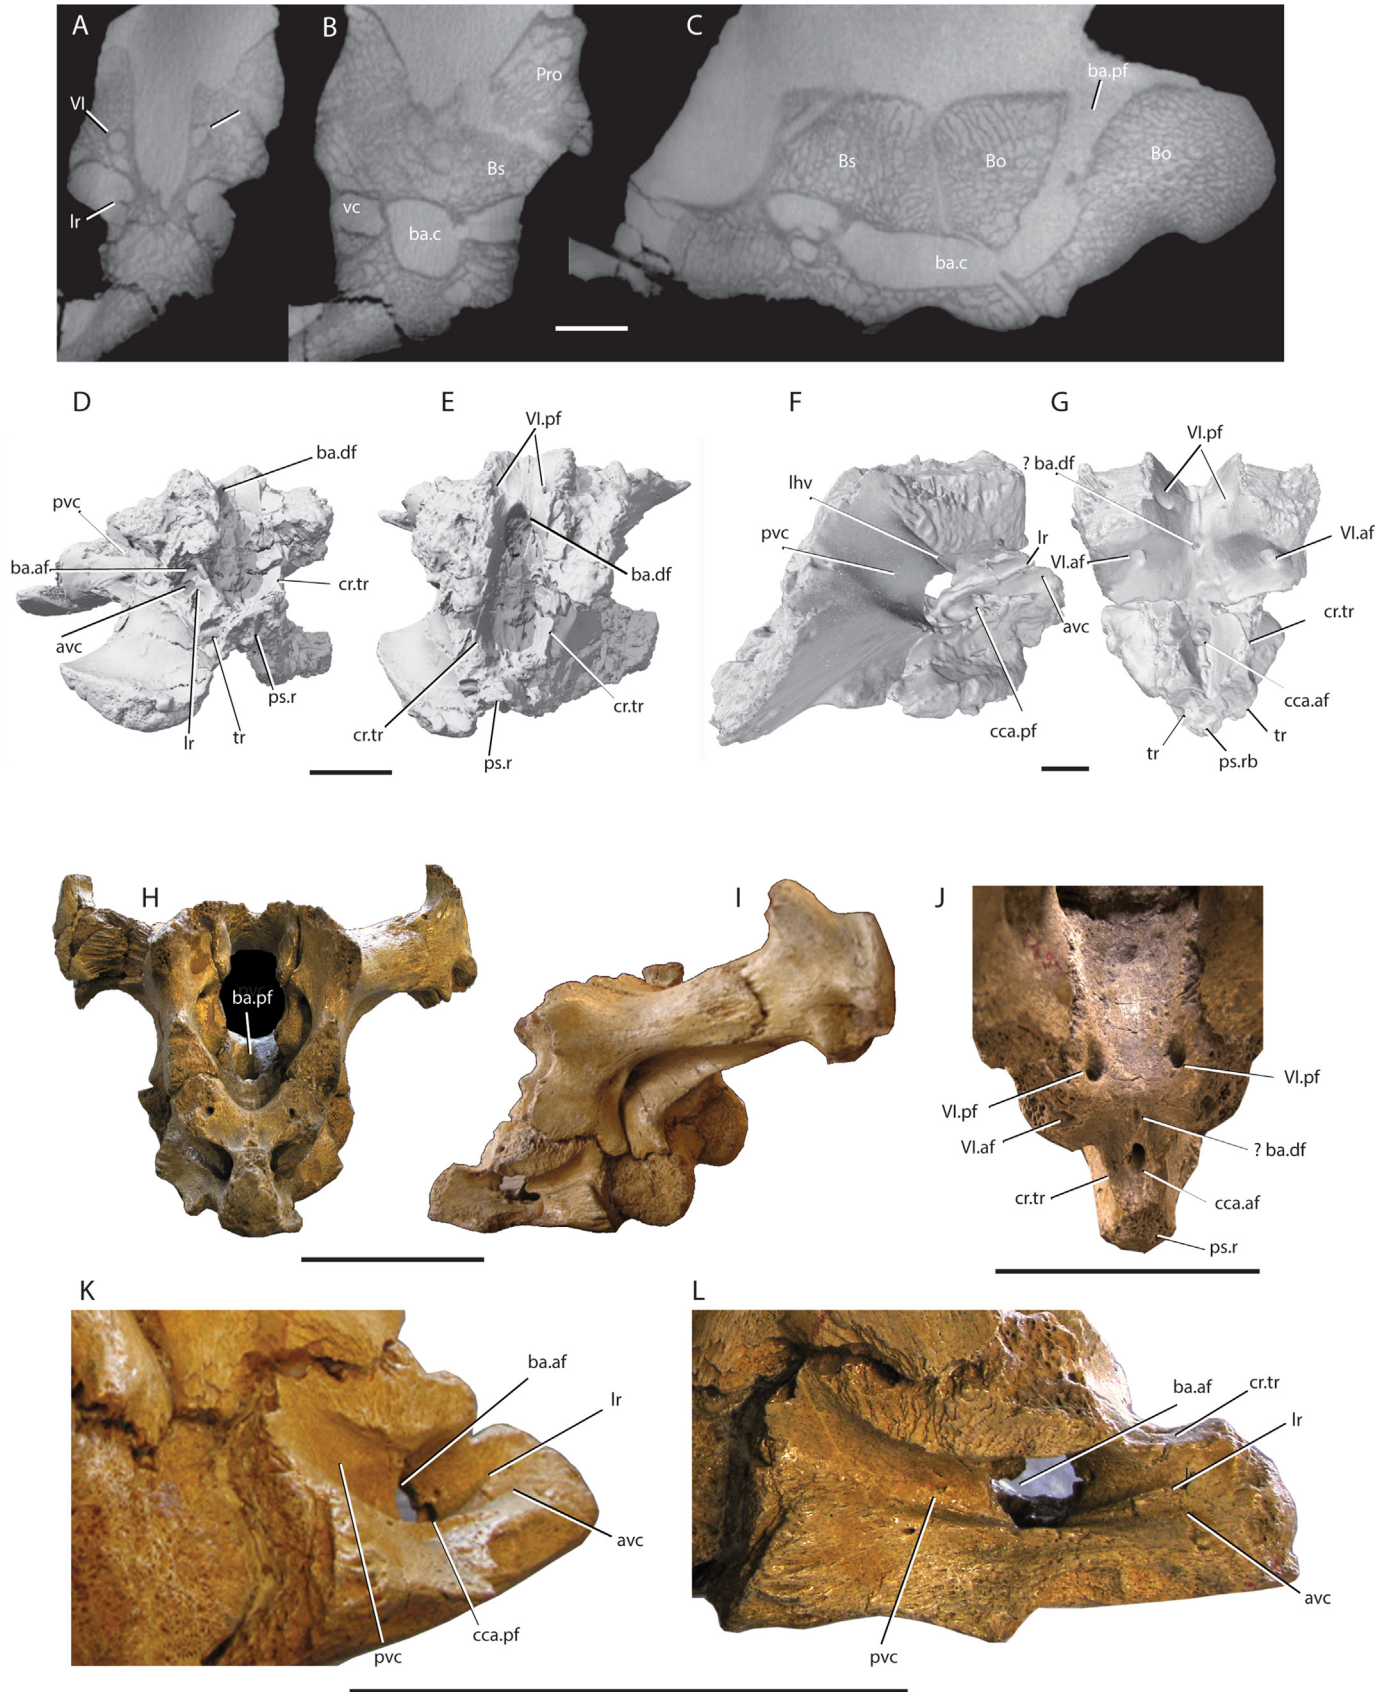 A
B
C
VI
lr
Pro
Bs
vc
ba.c
ba.pf
Bs
Bo
Bo
ba.c
D
E
F
G
ba.df
pvc
ba.af
avc
cr.tr
ps.r
lr
tr
VI.pf
ba.df
cr.tr
cr.tr
ps.r
lhv
pvc
lr
avc
cca.pf
VI.pf
? ba.df
VI.af
VI.af
cr.tr
cca.af
tr
tr
ps.rb
H
I
J
pvc
ba.pf
VI.pf
VI.pf
VI.af
? ba.df
cr.tr
cca.af
ps.r
K
L
ba.af
lr
avc
cca.pf
pvc
ba.af
cr.tr
lr
avc
pvc